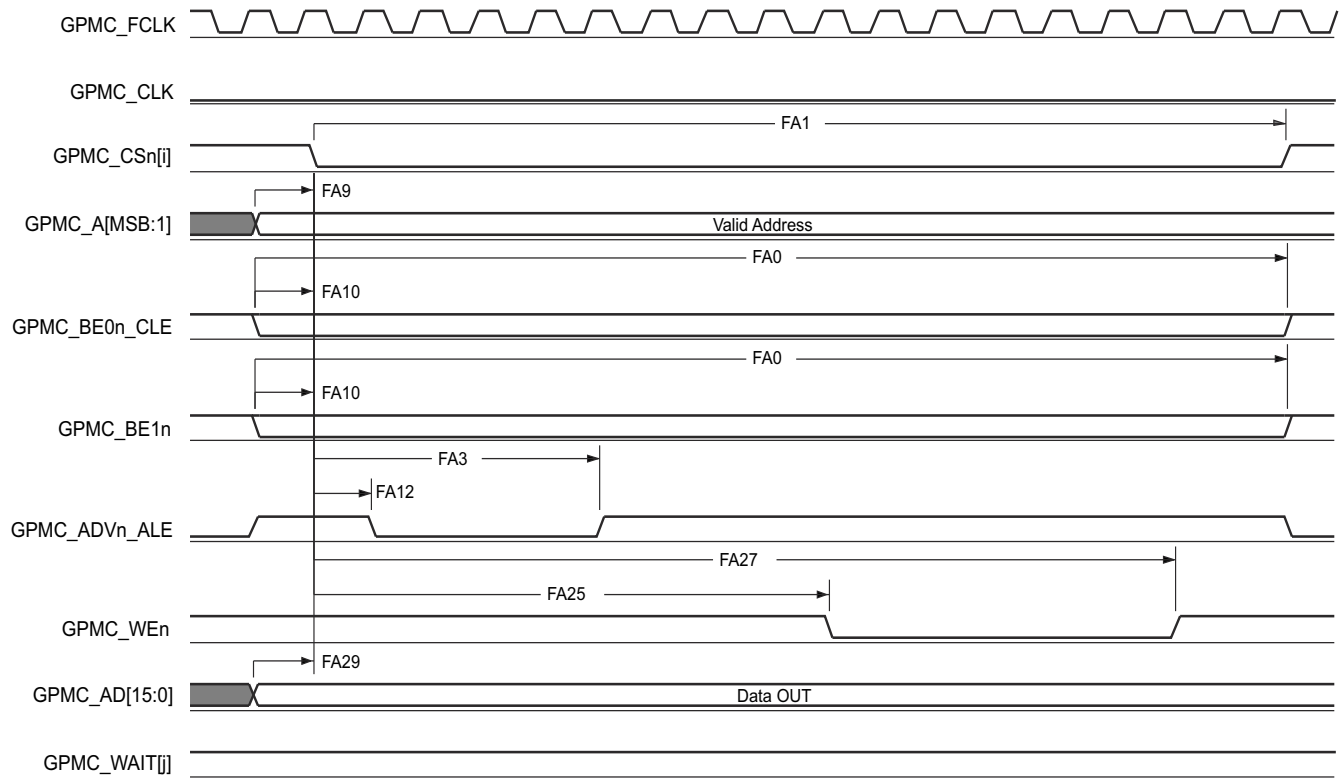 GPMC_FCLK
GPMC_CLK
FA1
GPMC_CSn[i]
FA9
GPMC_A[MSB:1]
Valid Address
FA0
FA10
GPMC_BE0n_CLE
FA0
FA10
GPMC_BE1n
FA3
FA12
GPMC_ADVn_ALE
FA27
FA25
GPMC_WEn
FA29
GPMC_AD[15:0]
Data OUT
GPMC_WAIT[j]